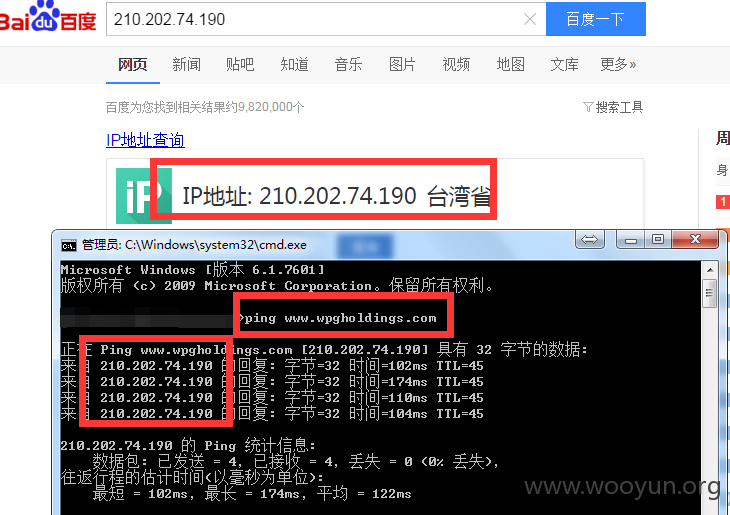 Bai du 百度 210.202.74.190 百度一下
网页 新闻 贴吧 知道 音乐 图片 视频 地图 文库 更多»
百度为您找到相关结果约9,820,000个 搜索工具
IP地址查询
周
iP IP地址: 210.202.74.190 台湾省
身
1
管理员: C:\Windows\system32\cmd.exe
Microsoft Windows [版本 6.1.7601]
版权所有 (c) 2009 Microsoft Corporation。保留所有权利。
>ping www.wpgholdings.com
正在 Ping www.wpgholdings.com [210.202.74.190] 具有 32 字节的数据:
来自 210.202.74.190 的回复: 字节=32 时间=102ms TTL=45
来自 210.202.74.190 的回复: 字节=32 时间=174ms TTL=45
来自 210.202.74.190 的回复: 字节=32 时间=110ms TTL=45
来自 210.202.74.190 的回复: 字节=32 时间=104ms TTL=45
210.202.74.190 的 Ping 统计信息:
数据包: 已发送 = 4, 已接收 = 4, 丢失 = 0 (0% 丢失),
往返行程的估计时间(以毫秒为单位):
最短 = 102ms, 最长 = 174ms, 平均 = 122ms
www.wooyun.org